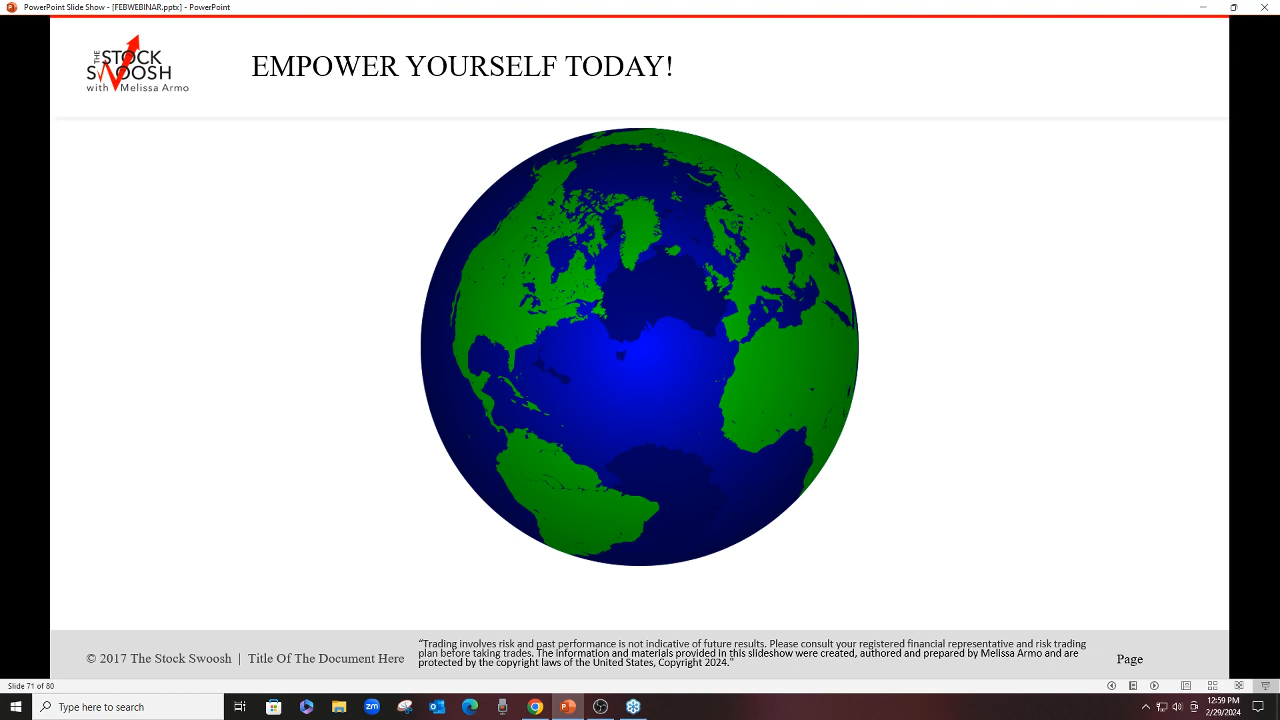 PowerPoint Slide Show - [FEBWEBINAR.pptx] - PowerPoint
THE STOCK
SWOOSH
with Melissa Armo
EMPOWER YOURSELF TODAY!
© 2017 The Stock Swoosh | Title Of The Document Here
“Trading involves risk and past performance is not indicative of future results. Please consult your registered financial representative and risk trading
plan before taking trades. The information and materials provided in this slideshow were created, authored and prepared by Melissa Armo and are
protected by the copyright laws of the United States, Copyright 2024."
Page
Slide 71 of 80
Type here to search
zm
12:59 PM
2/29/2024